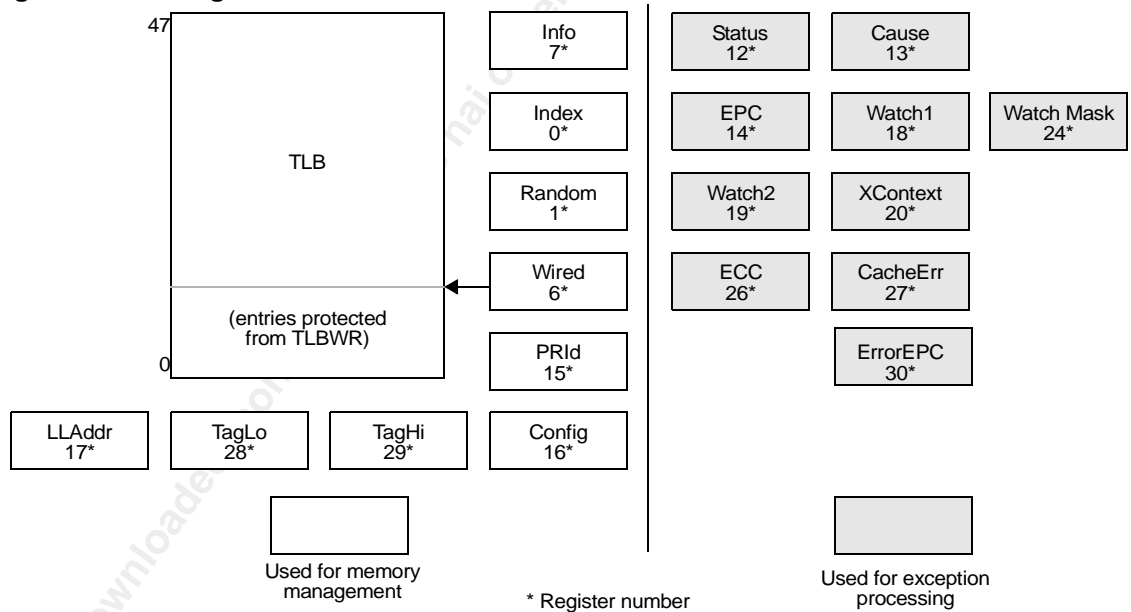 47
TLB
(entries protected
from TLBWR)
0
Info
7*
Index
0*
Random
1*
Wired
6*
PRId
15*
LLAddr
17*
TagLo
28*
TagHi
29*
Config
16*
Status
12*
Cause
13*
EPC
14*
Watch1
18*
Watch Mask
24*
Watch2
19*
XContext
20*
ECC
26*
CacheErr
27*
ErrorEPC
30*
Used for memory
management
* Register number
Used for exception
processing